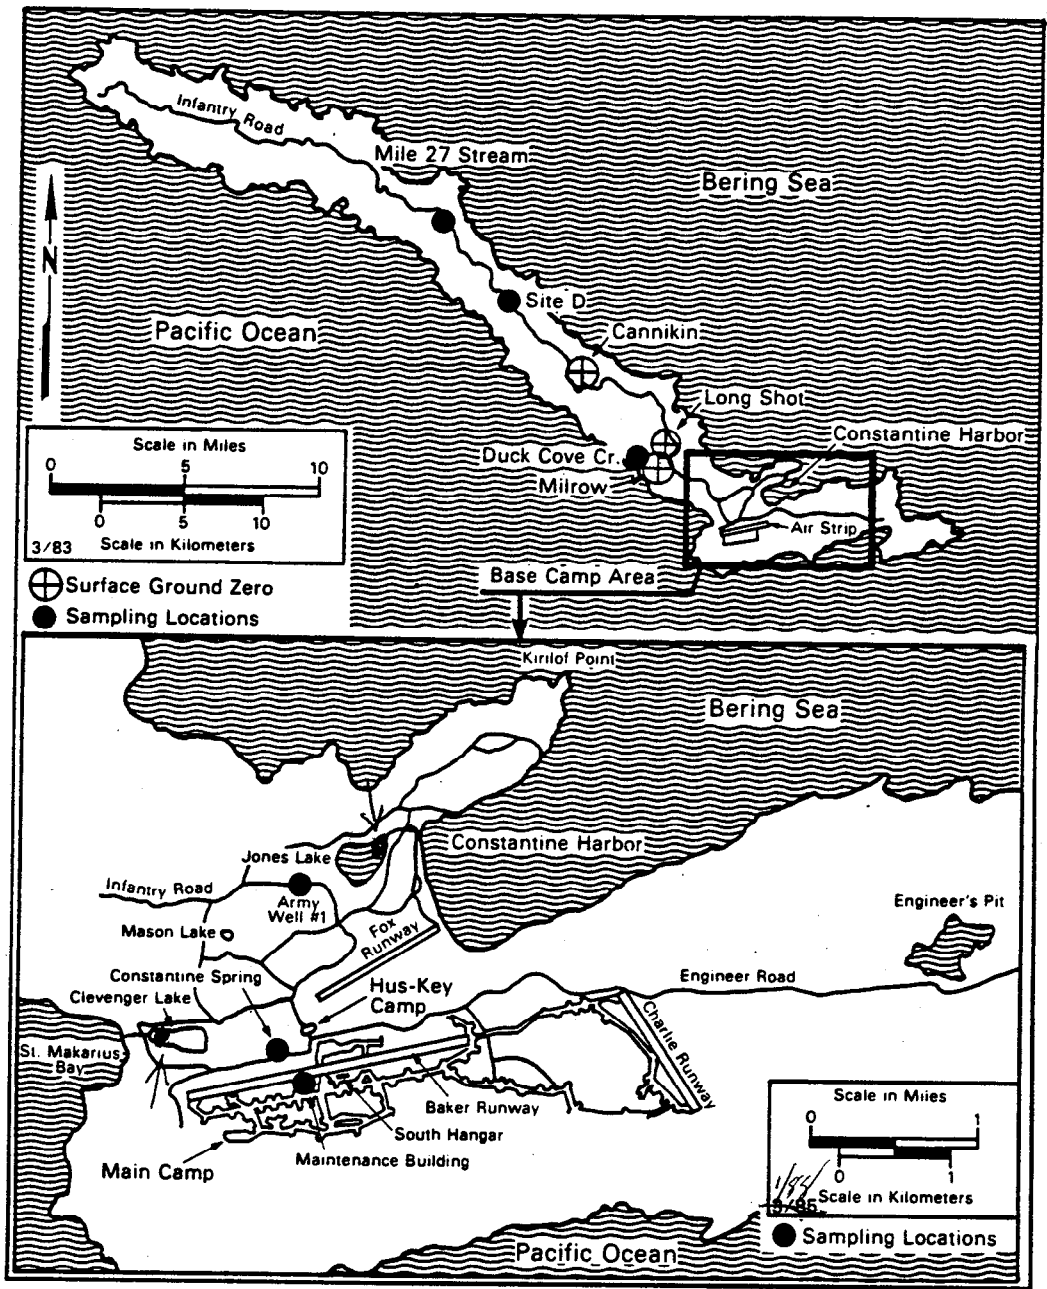 Infantry Road
Mile 27 Stream
Bering Sea
N
Pacific Ocean
Site D
Cannikin
Long Shot
Constantine Harbor
Duck Cove Cr.
Milrow
Air Strip
Scale in Miles
0 5 10
0 5 10
3/83 Scale in Kilometers
Surface Ground Zero
Sampling Locations
Base Camp Area
Kirilof Point
Bering Sea
Constantine Harbor
Jones Lake
Infantry Road
Army
Well #1
Mason Lake
Fox
Runway
Engineer's Pit
Constantine Spring
Clevenger Lake
Hus-Key
Camp
Engineer Road
Charlie Runway
St. Makarius
Bay
Baker Runway
South Hangar
Maintenance Building
Main Camp
Scale in Miles
0 1
0 1
Scale in Kilometers
Sampling Locations
Pacific Ocean